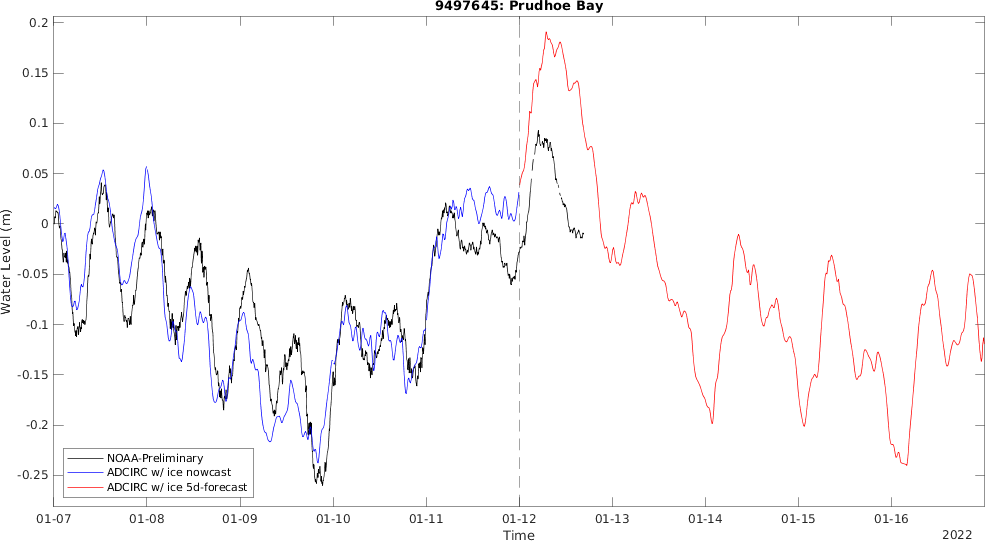 9497645: Prudhoe Bay
0.2
0.15
0.1
0.05
0
-0.05
-0.1
-0.15
-0.2
-0.25
Water Level (m)
NOAA-Preliminary
ADCIRC w/ ice nowcast
ADCIRC w/ ice 5d-forecast
01-07 01-08 01-09 01-10 01-11 01-12 01-13 01-14 01-15 01-16
Time
2022